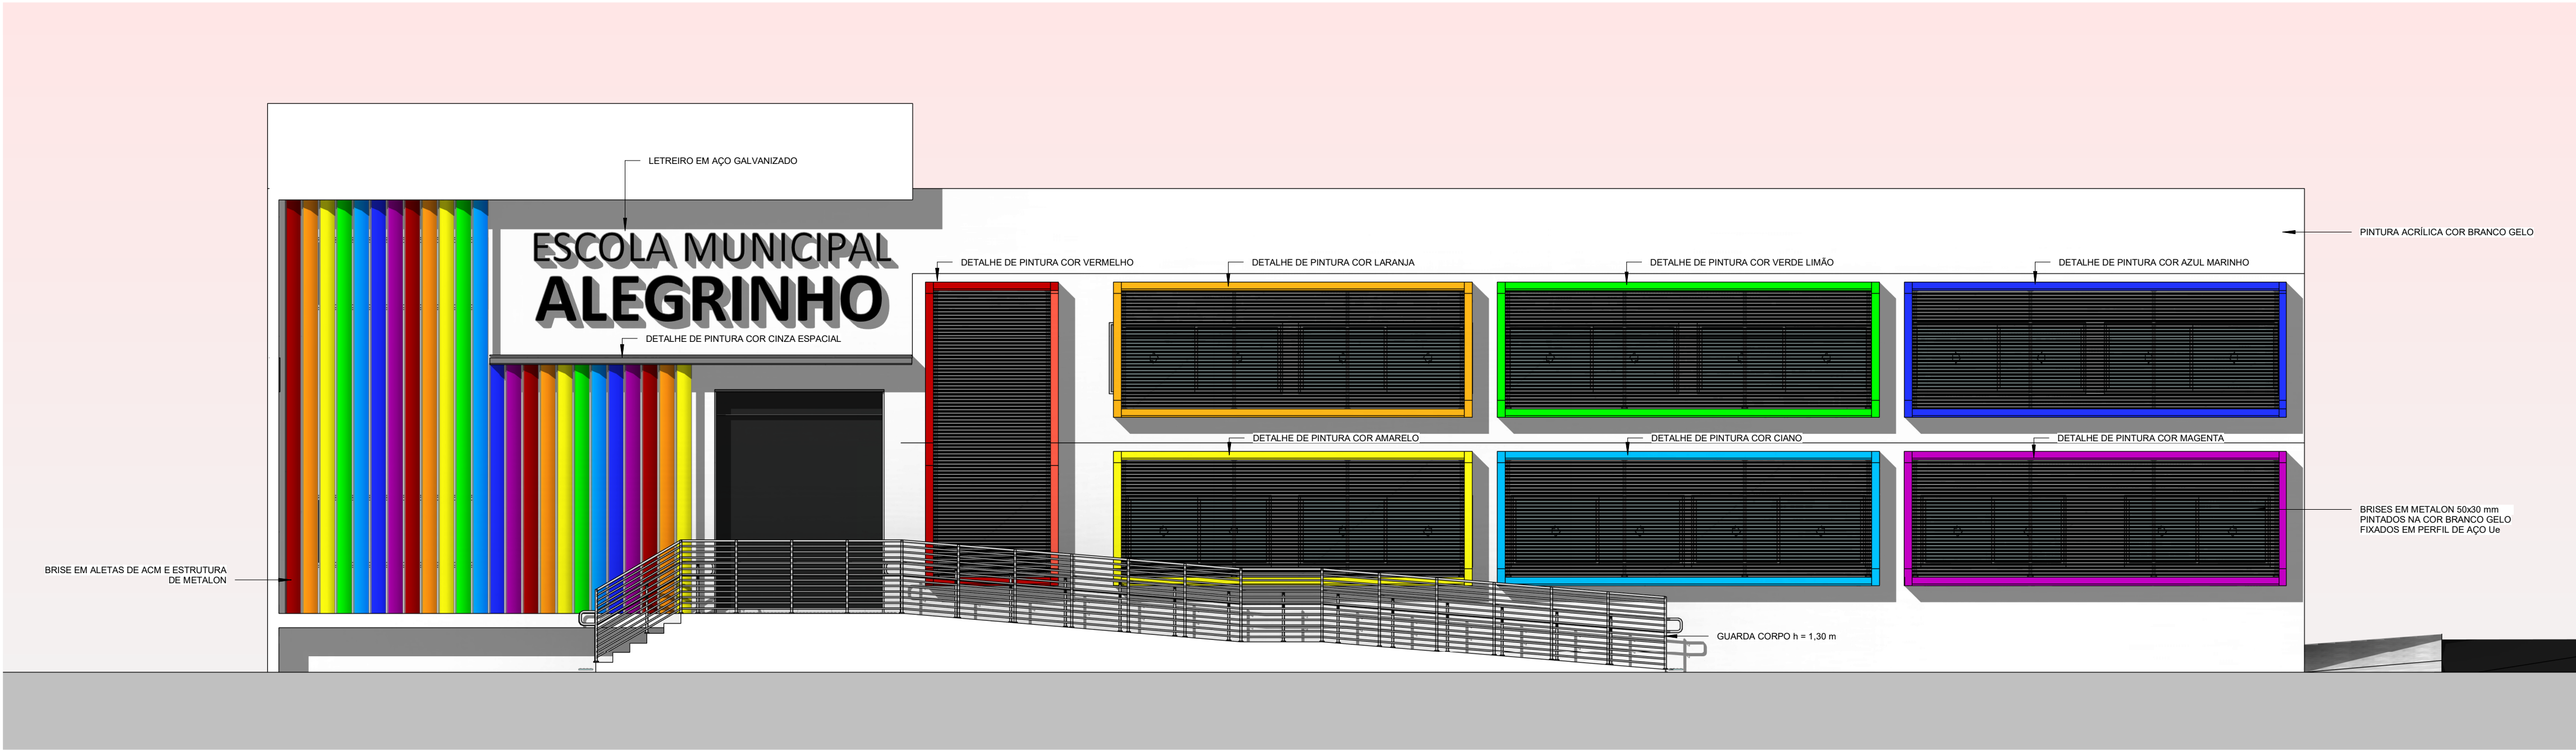 LETREIRO EM AÇO GALVANIZADO
ESCOLA MUNICIPAL
ALEGRINHO
DETALHE DE PINTURA COR CINZA ESPACIAL
DETALHE DE PINTURA COR VERMELHO
DETALHE DE PINTURA COR LARANJA
DETALHE DE PINTURA COR VERDE LIMÃO
DETALHE DE PINTURA COR AZUL MARINHO
PINTURA ACRÍLICA COR BRANCO GELO
DETALHE DE PINTURA COR AMARELO
DETALHE DE PINTURA COR CIANO
DETALHE DE PINTURA COR MAGENTA
BRISES EM METALON 50x30 mm
PINTADOS NA COR BRANCO GELO
FIXADOS EM PERFIL DE AÇO Ue
BRISE EM ALETAS DE ACM E ESTRUTURA
DE METALON
GUARDA CORPO h = 1,30 m